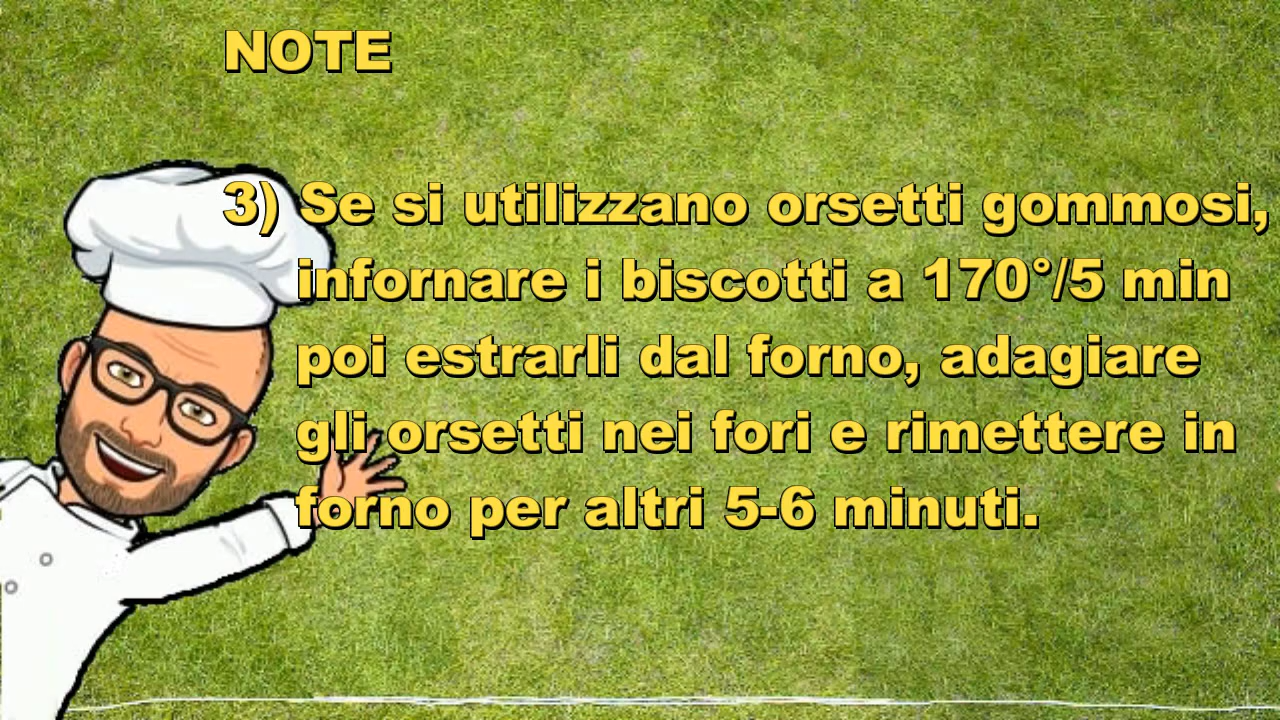 NOTE
3) Se si utilizzano orsetti gommosi,
infornare i biscotti a 170°/5 min
poi estrarli dal forno, adagiare
gli orsetti nei fori e rimettere in
forno per altri 5-6 minuti.